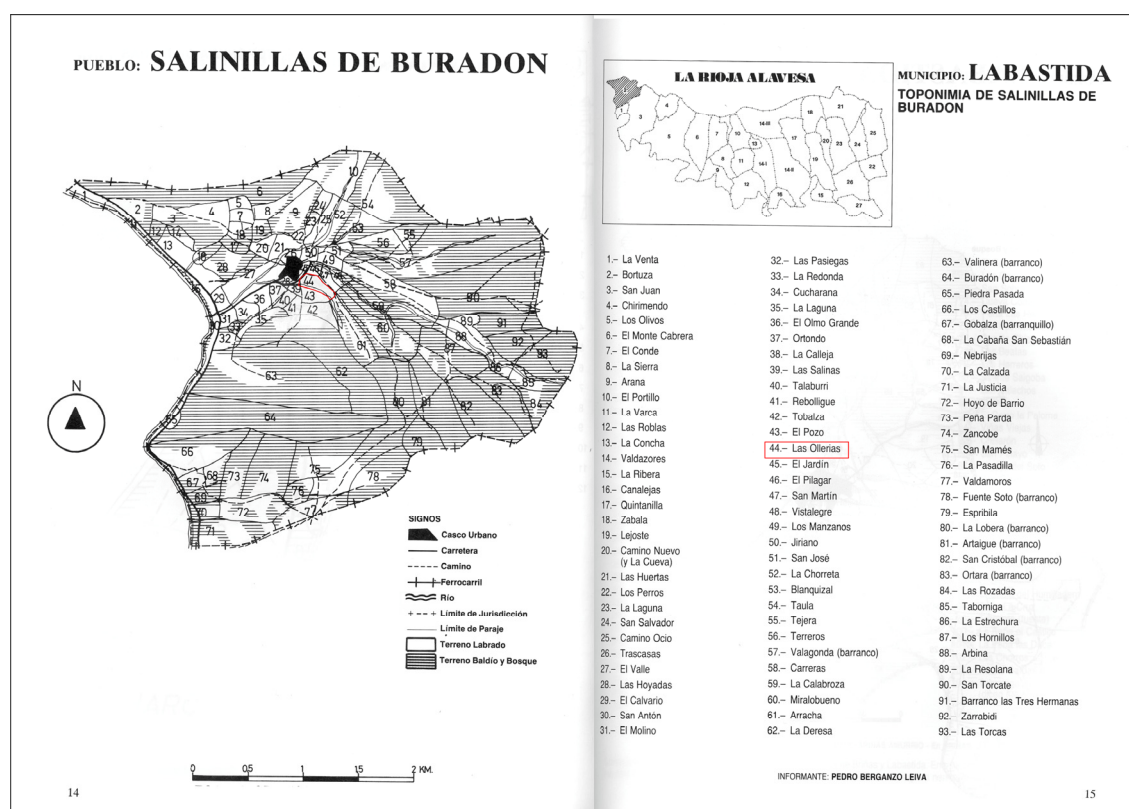 PUEBLO: SALINILLAS DE BURADON
N
SIGNOS
Casco Urbano
Carretera
Camino
Ferrocarril
Río
Límite de Jurisdicción
Límite de Paraje
Terreno Labrado
Terreno Baldío y Bosque
0 0,5 1 1,5 2 KM.
14
LA RIOJA ALAVESA
MUNICIPIO: LABASTIDA
TOPONIMIA DE SALINILLAS DE
BURADON
1.– La Venta
2.– Bortuza
3.– San Juan
4.– Chirimendo
5.– Los Olivos
6.– El Monte Cabrera
7.– El Conde
8.– La Sierra
9.– Arana
10.– El Portillo
11.– La Varca
12.– Las Roblas
13.– La Concha
14.– Valdazores
15.– La Ribera
16.– Canalejas
17.– Quintanilla
18.– Zabala
19.– Lejoste
20.– Camino Nuevo
(y La Cueva)
21.– Las Huertas
22.– Los Perros
23.– La Laguna
24.– San Salvador
25.– Camino Ocio
26.– Trascasas
27.– El Valle
28.– Las Hoyadas
29.– El Calvario
30.– San Antón
31.– El Molino
32.– Las Pasiegas
33.– La Redonda
34.– Cucharana
35.– La Laguna
36.– El Olmo Grande
37.– Ortondo
38.– La Calleja
39.– Las Salinas
40.– Talaburri
41.– Rebolligue
42.– Tobalza
43.– El Pozo
44.– Las Ollerias
45.– El Jardín
46.– El Pilagar
47.– San Martín
48.– Vistalegre
49.– Los Manzanos
50.– Jiriano
51.– San José
52.– La Chorreta
53.– Blanquizal
54.– Taula
55.– Tejera
56.– Terreros
57.– Valagonda (barranco)
58.– Carreras
59.– La Calabroza
60.– Miralobueno
61.– Arracha
62.– La Deresa
63.– Valinera (barranco)
64.– Buradón (barranco)
65.– Piedra Pasada
66.– Los Castillos
67.– Gobalza (barranquillo)
68.– La Cabaña San Sebastián
69.– Nebrijas
70.– La Calzada
71.– La Justicia
72.– Hoyo de Barrio
73.– Peña Parda
74.– Zancobe
75.– San Mamés
76.– La Pasadilla
77.– Valdamoros
78.– Fuente Soto (barranco)
79.– Espribila
80.– La Lobera (barranco)
81.– Artaigue (barranco)
82.– San Cristóbal (barranco)
83.– Ortara (barranco)
84.– Las Rozadas
85.– Taborniga
86.– La Estrechura
87.– Los Hornillos
88.– Arbina
89.– La Resolana
90.– San Torcate
91.– Barranco las Tres Hermanas
92.– Zarrabidi
93.– Las Torcas
INFORMANTE: PEDRO BERGANZO LEIVA
15